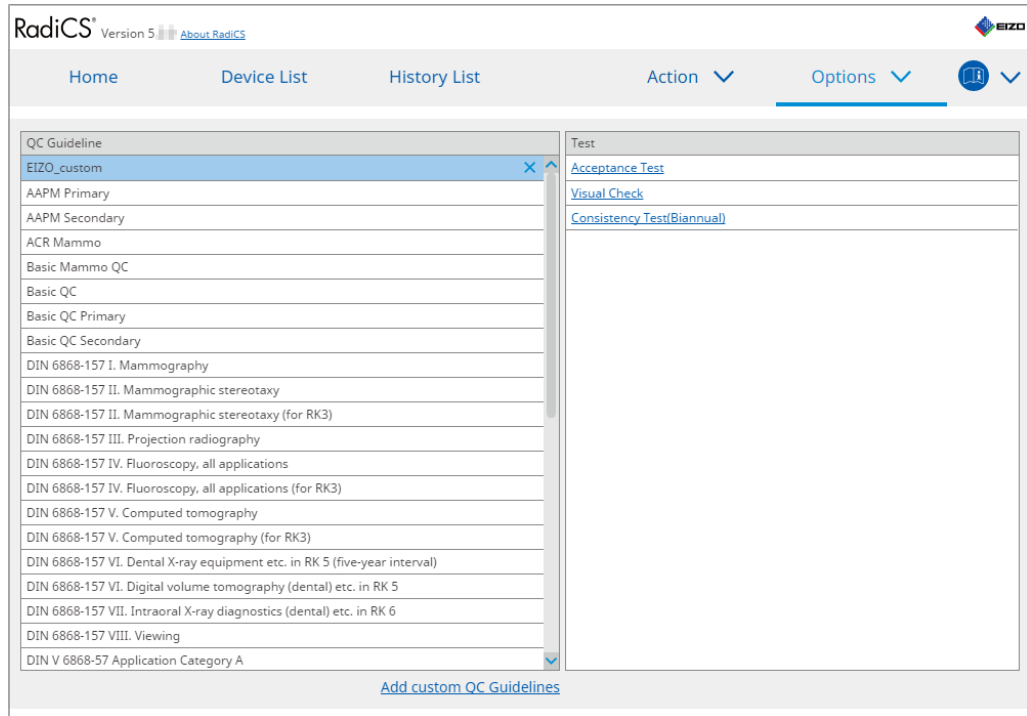 RadiCS® Version 5. About RadiCS
EIZO
Home Device List History List Action Options
QC Guideline
EIZO_custom
AAPM Primary
AAPM Secondary
ACR Mammo
Basic Mammo QC
Basic QC
Basic QC Primary
Basic QC Secondary
DIN 6868-157 I. Mammography
DIN 6868-157 II. Mammographic stereotaxy
DIN 6868-157 II. Mammographic stereotaxy (for RK3)
DIN 6868-157 III. Projection radiography
DIN 6868-157 IV. Fluoroscopy, all applications
DIN 6868-157 IV. Fluoroscopy, all applications (for RK3)
DIN 6868-157 V. Computed tomography
DIN 6868-157 V. Computed tomography (for RK3)
DIN 6868-157 VI. Dental X-ray equipment etc. in RK 5 (five-year interval)
DIN 6868-157 VI. Digital volume tomography (dental) etc. in RK 5
DIN 6868-157 VII. Intraoral X-ray diagnostics (dental) etc. in RK 6
DIN 6868-157 VIII. Viewing
DIN V 6868-57 Application Category A
Test
Acceptance Test
Visual Check
Consistency Test(Biannual)
Add custom QC Guidelines